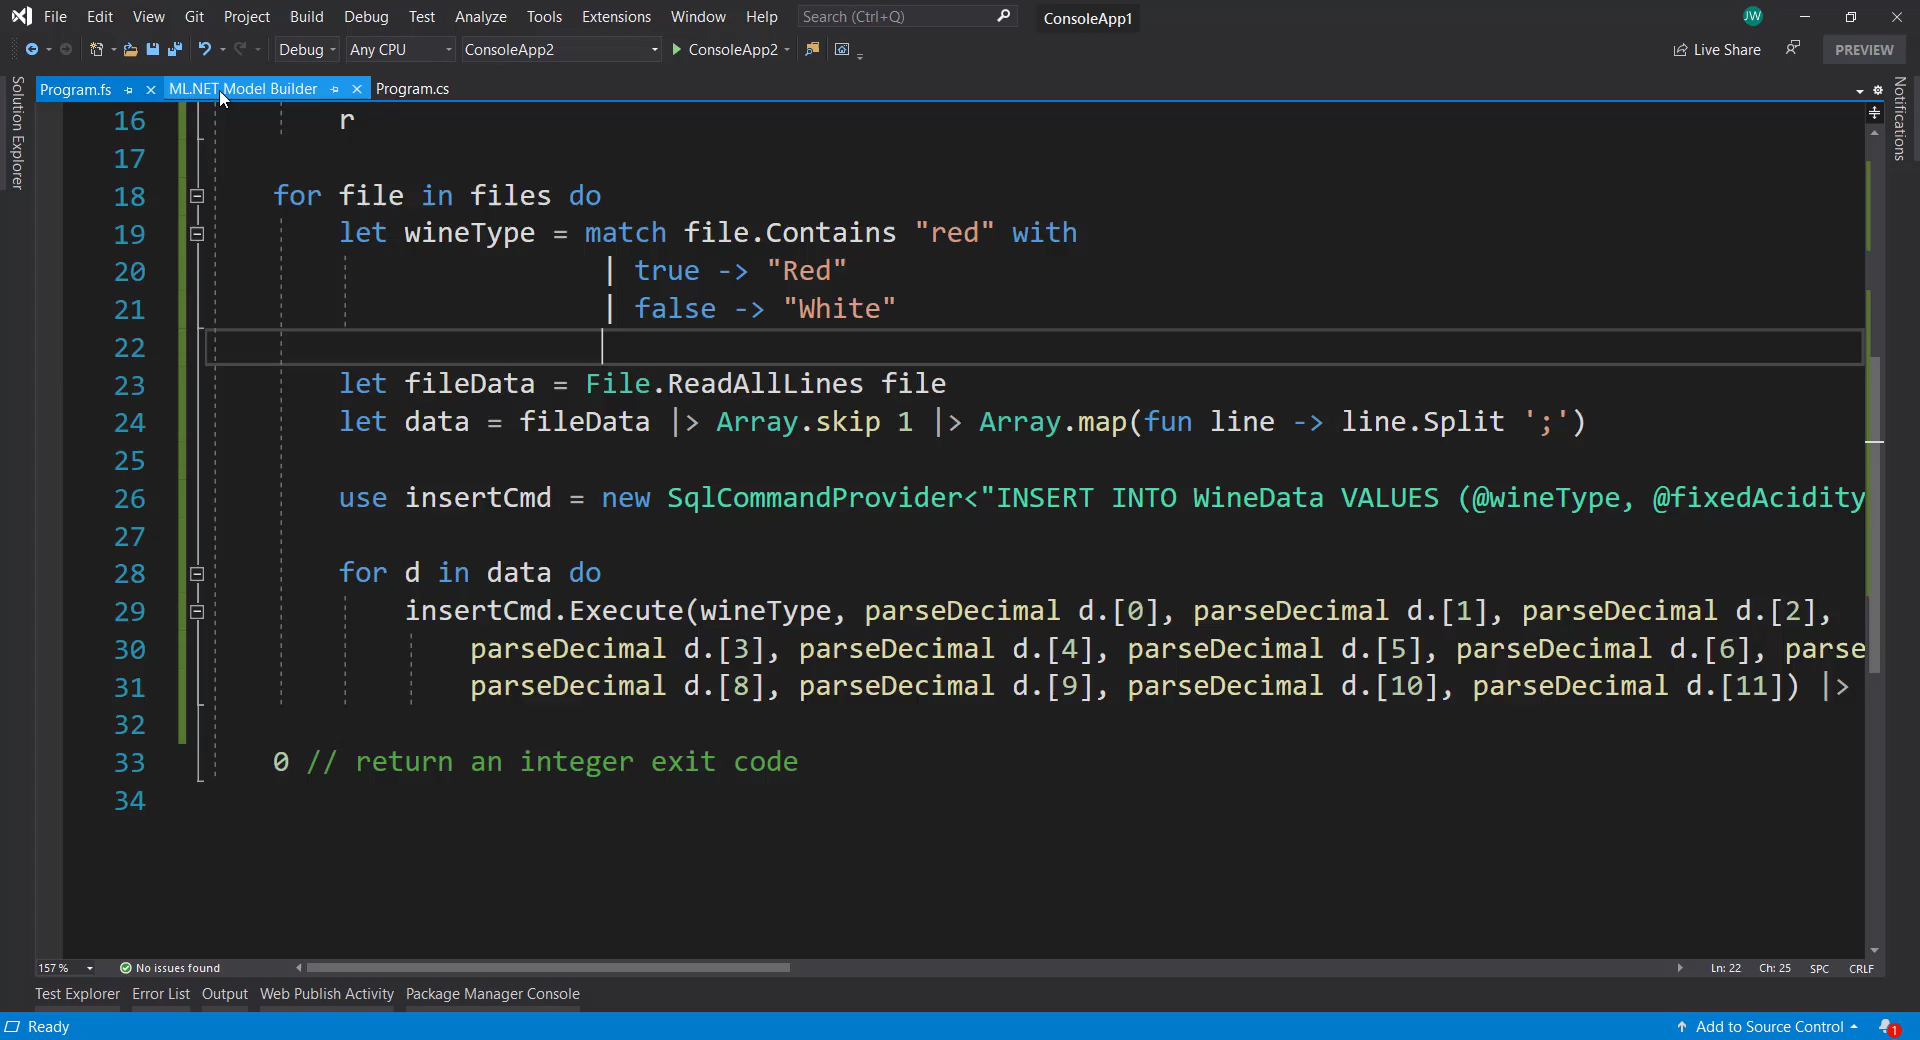 File Edit View Git Project Build Debug Test Analyze Tools Extensions Window Help Search (Ctrl+Q) ConsoleApp1 JW
Debug Any CPU ConsoleApp2 ConsoleApp2 Live Share PREVIEW
Program.fs ML.NET Model Builder Program.cs
Solution Explorer
Notifications
16 r
17
18 for file in files do
19 let wineType = match file.Contains "red" with
20 | true -> "Red"
21 | false -> "White"
22
23 let fileData = File.ReadAllLines file
24 let data = fileData |> Array.skip 1 |> Array.map(fun line -> line.Split ';')
25
26 use insertCmd = new SqlCommandProvider<"INSERT INTO WineData VALUES (@wineType, @fixedAcidity
27
28 for d in data do
29 insertCmd.Execute(wineType, parseDecimal d.[0], parseDecimal d.[1], parseDecimal d.[2],
30 parseDecimal d.[3], parseDecimal d.[4], parseDecimal d.[5], parseDecimal d.[6], parse
31 parseDecimal d.[8], parseDecimal d.[9], parseDecimal d.[10], parseDecimal d.[11]) |>
32
33 0 // return an integer exit code
34
157 % No issues found Ln: 22 Ch: 25 SPC CRLF
Test Explorer Error List Output Web Publish Activity Package Manager Console
Ready Add to Source Control 1